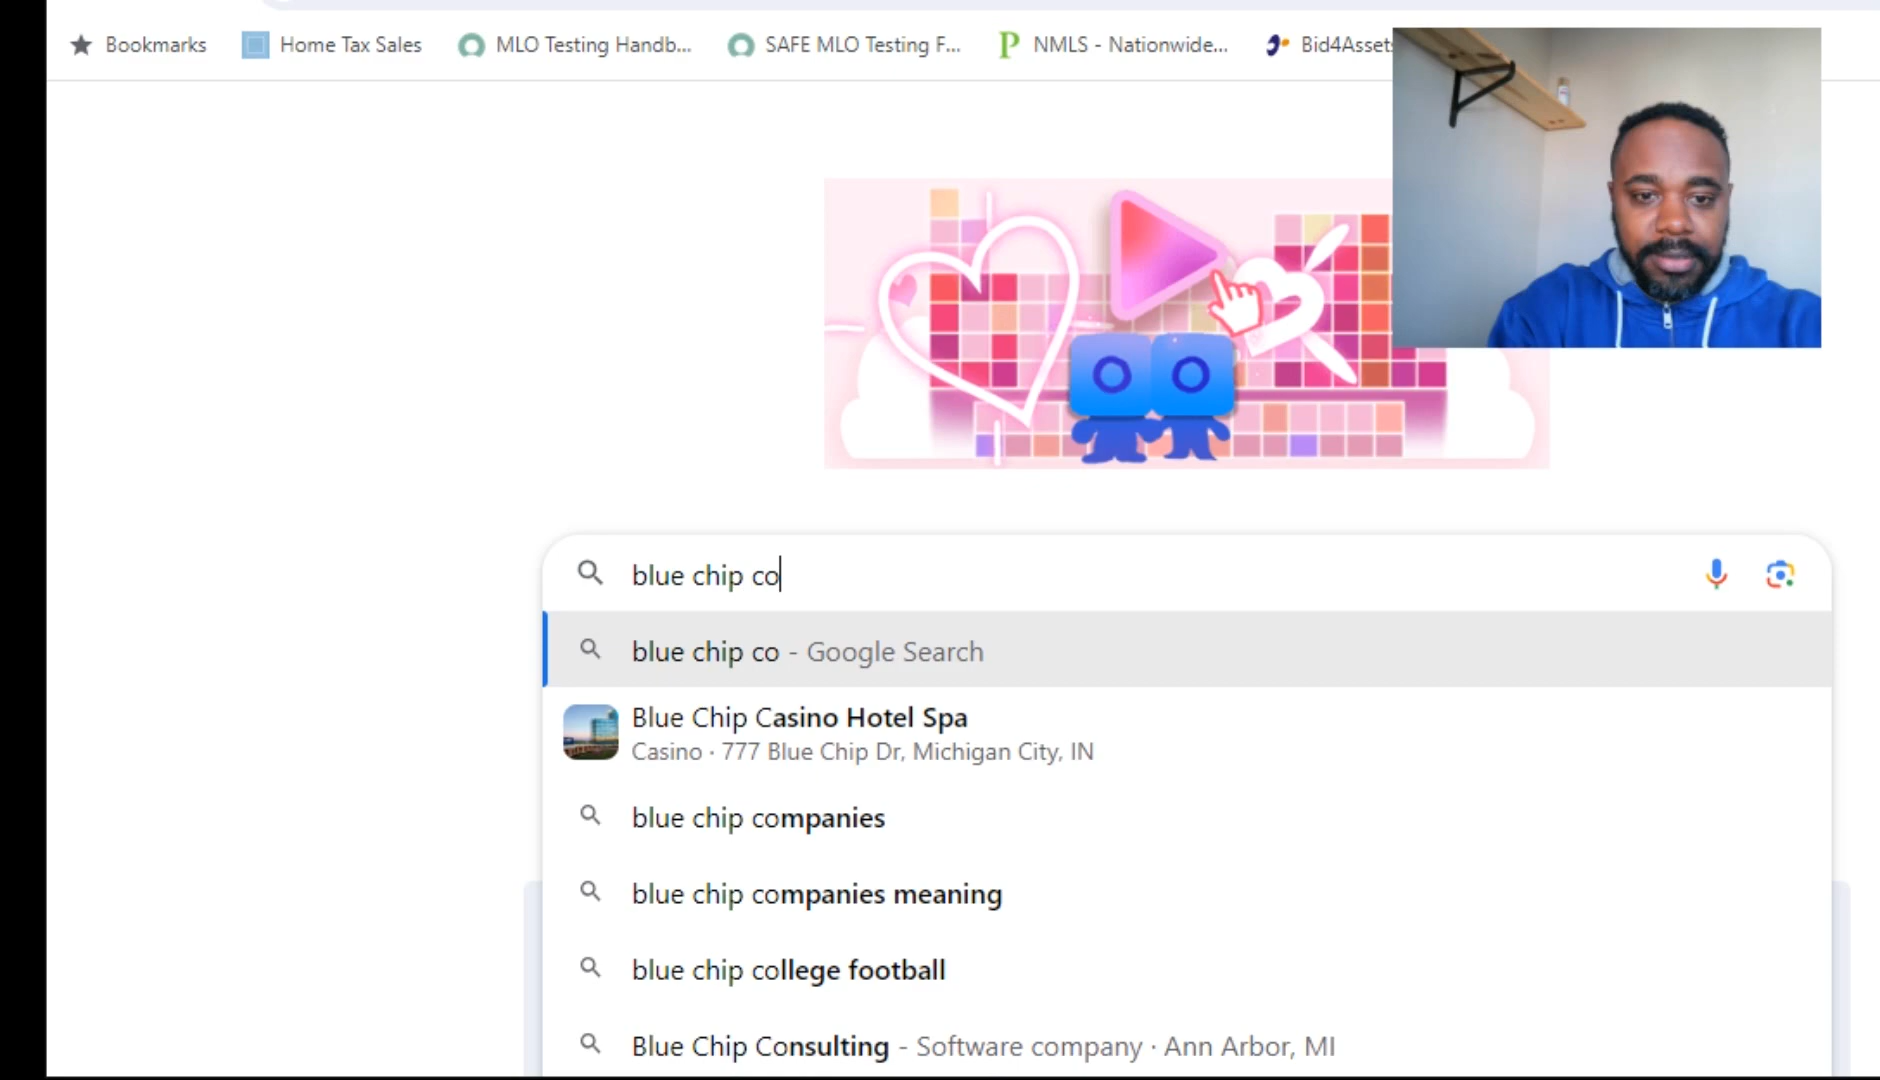 Bookmarks
Home Tax Sales
MLO Testing Handb...
SAFE MLO Testing F...
NMLS - Nationwide...
Bid4Assets
blue chip co
blue chip co - Google Search
Blue Chip Casino Hotel Spa
Casino · 777 Blue Chip Dr, Michigan City, IN
blue chip companies
blue chip companies meaning
blue chip college football
Blue Chip Consulting - Software company · Ann Arbor, MI